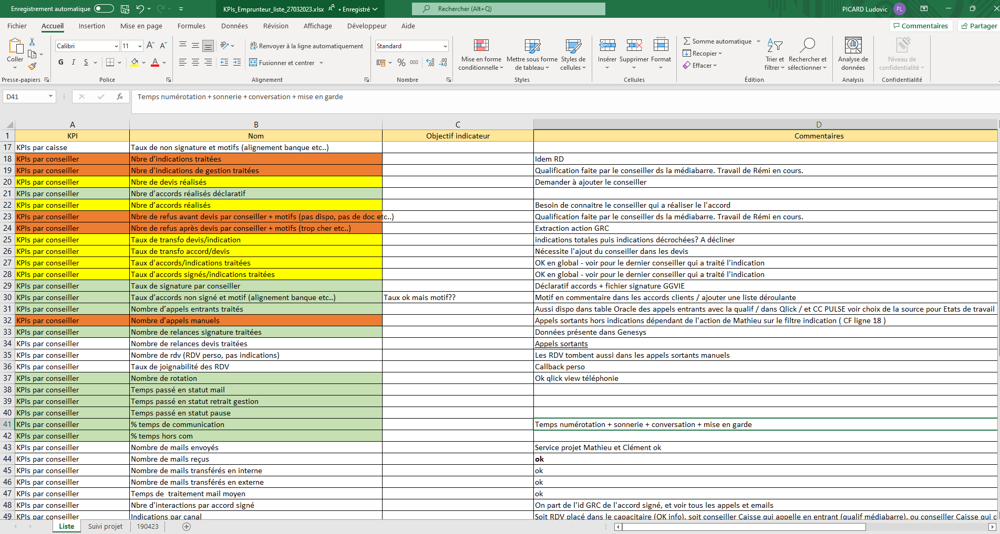 Enregistrement automatique KPIs_Emprunteur_liste_27032023.xlsx • Enregistré Rechercher (Alt+Q) PICARD Ludovic PL
Fichier Accueil Insertion Mise en page Formules Données Révision Affichage Développeur Aide Commentaires Partager
Coller Calibri 11 Renvoyer à la ligne automatiquement Standard Mise en forme conditionnelle Mettre sous forme de tableau Styles de cellules Insérer Supprimer Format Somme automatique Recopier Effacer Trier et filtrer Rechercher et sélectionner Analyse de données Niveau de confidentialité
G I S A Fusionner et centrer % 000
Presse-papiers Police Alignement Nombre Styles Cellules Édition Analysis Confidentialité
D41 fx Temps numérotation + sonnerie + conversation + mise en garde
A B C D
1 KPI Nom Objectif indicateur Commentaires
17 KPIs par caisse Taux de non signature et motifs (alignement banque etc..)
18 KPIs par conseiller Nbre d’indications traitées Idem RD
19 KPIs par conseiller Nbre d'indications de gestion traitées Qualification faite par le conseiller ds la médiabarre. Travail de Rémi en cours.
20 KPIs par conseiller Nbre de devis réalisés Demander à ajouter le conseiller
21 KPIs par conseiller Nbre d’accords réalisés déclaratif
22 KPIs par conseiller Nbre d’accords réalisés Besoin de connaitre le conseiller qui a réaliser le l'accord
23 KPIs par conseiller Nbre de refus avant devis par conseiller + motifs (pas dispo, pas de doc etc..) Qualification faite par le conseiller ds la médiabarre. Travail de Rémi en cours.
24 KPIs par conseiller Nbre de refus après devis par conseiller + motifs (trop cher etc..) Extraction action GRC
25 KPIs par conseiller Taux de transfo devis/indication indications totales puis indications décrochées? A décliner
26 KPIs par conseiller Taux de transfo accord/devis Nécessite l'ajout du conseiller dans les devis
27 KPIs par conseiller Taux d'accords/indications traitées OK en global - voir pour le dernier conseiller qui a traité l'indication
28 KPIs par conseiller Taux d'accords signés/indications traitées OK en global - voir pour le dernier conseiller qui a traité l'indication
29 KPIs par conseiller Taux de signature par conseiller Déclaratif accords + fichier signature GGVIE
30 KPIs par conseiller Taux d’accords non signé et motif (alignement banque etc..) Taux ok mais motif?? Motif en commentaire dans les accords clients / ajouter une liste déroulante
31 KPIs par conseiller Nombre d’appels entrants traités Aussi dispo dans table Oracle des appels entrants avec la qualif / dans Qlick / et CC PULSE voir choix de la source pour Etats de travail
32 KPIs par conseiller Nombre d’appels manuels Appels sortants hors indications dépendant de l'action de Mathieu sur le filtre indication ( CF ligne 18 )
33 KPIs par conseiller Nombre de relances signature traitées Données présente dans Genesys
34 KPIs par conseiller Nombre de relances devis traitées Appels sortants
35 KPIs par conseiller Nombre de rdv (RDV perso, pas indications) Les RDV tombent aussi dans les appels sortants manuels
36 KPIs par conseiller Taux de joignabilité des RDV Callback perso
37 KPIs par conseiller Nombre de rotation Ok qlick view téléphonie
38 KPIs par conseiller Temps passé en statut mail
39 KPIs par conseiller Temps passé en statut retrait gestion
40 KPIs par conseiller Temps passé en statut pause
41 KPIs par conseiller % temps de communication Temps numérotation + sonnerie + conversation + mise en garde
42 KPIs par conseiller % temps hors com
43 KPIs par conseiller Nombre de mails envoyés Service projet Mathieu et Clément ok
44 KPIs par conseiller Nombre de mails reçus ok
45 KPIs par conseiller Nombre de mails transférés en interne ok
46 KPIs par conseiller Nombre de mails transférés en externe ok
47 KPIs par conseiller Temps de  traitement mail moyen ok
48 KPIs par conseiller Nbre d'interactions par accord signé On part de l'id GRC de l'accord signé, et voir tous les appels et emails
49 KPIs par conseiller Indications par canal Soit RDV placé dans le capacitaire (OK info), soit conseiller Caisse qui appelle en entrant (qualif médiabarre), ou conseiller Caisse qui c
Liste Suivi projet 190423